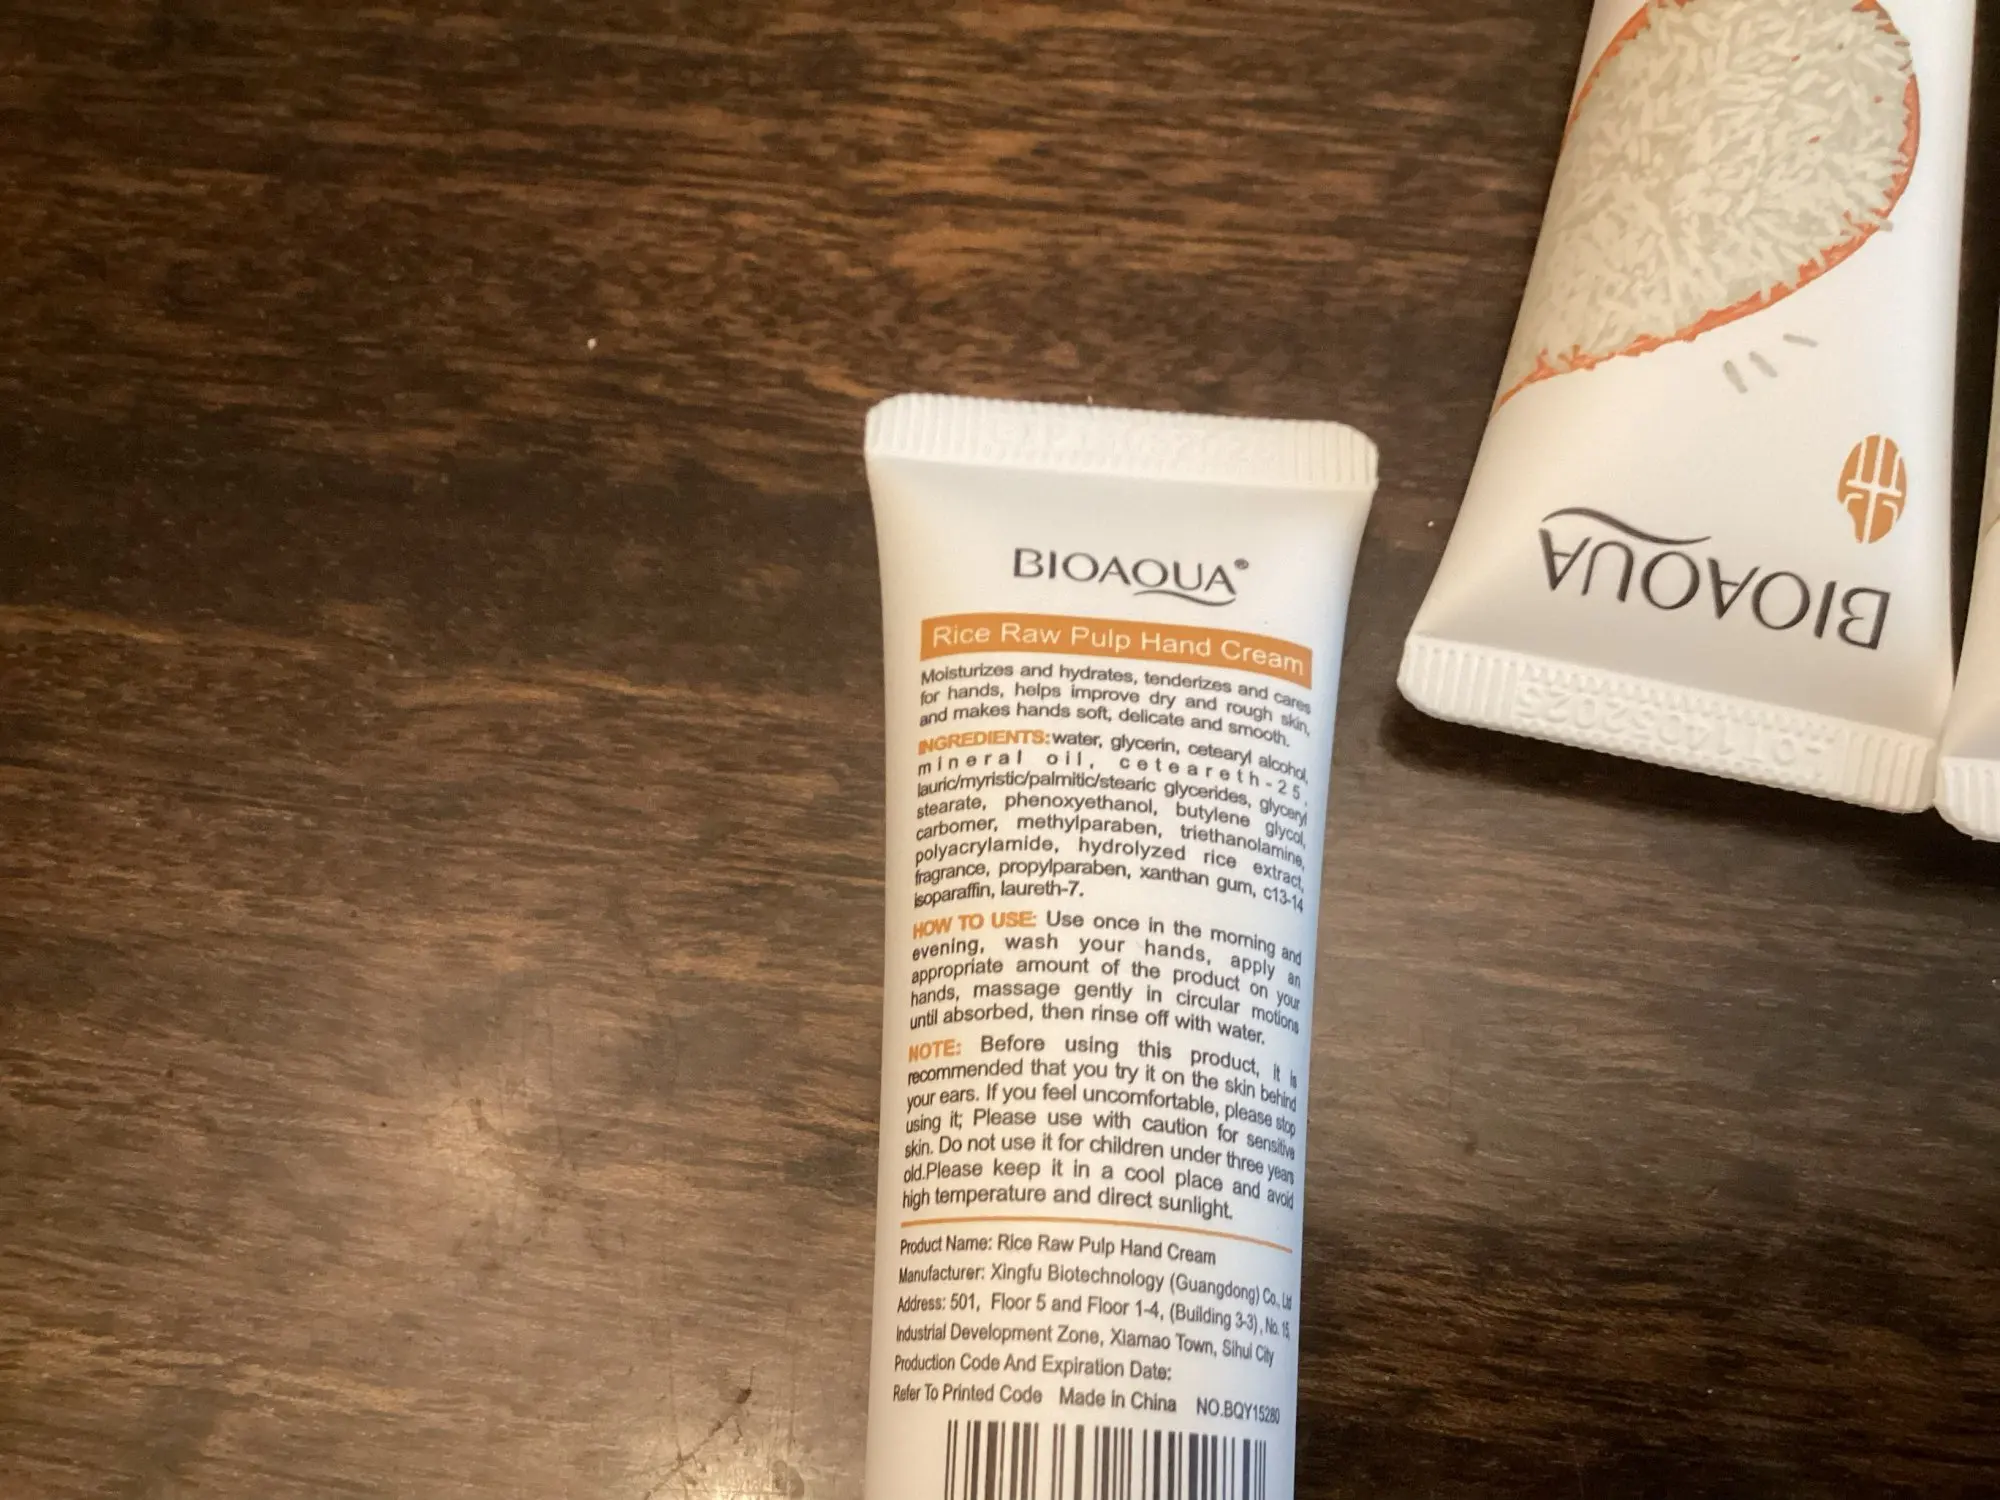 BIOAQUA®
Rice Raw Pulp Hand Cream
Moisturizes and hydrates, tenderizes and cares
for hands, helps improve dry and rough skin,
and makes hands soft, delicate and smooth.
INGREDIENTS:water, glycerin, cetearyl alcohol,
mineral oil, ceteareth-25,
lauric/myristic/palmitic/stearic glycerides, glyceryl
stearate, phenoxyethanol, butylene glycol,
carbomer, methylparaben, triethanolamine,
polyacrylamide, hydrolyzed rice extract,
fragrance, propylparaben, xanthan gum, c13-14
isoparaffin, laureth-7.
HOW TO USE: Use once in the morning and
evening, wash your hands, apply an
appropriate amount of the product on your
hands, massage gently in circular motions
until absorbed, then rinse off with water.
NOTE: Before using this product, it is
recommended that you try it on the skin behind
your ears. If you feel uncomfortable, please stop
using it; Please use with caution for sensitive
skin. Do not use it for children under three years
old.Please keep it in a cool place and avoid
high temperature and direct sunlight.
Product Name: Rice Raw Pulp Hand Cream
Manufacturer: Xingfu Biotechnology (Guangdong) Co., Ltd
Address: 501, Floor 5 and Floor 1-4, (Building 3-3), No. 15,
Industrial Development Zone, Xiamao Town, Sihui City
Production Code And Expiration Date:
Refer To Printed Code Made in China NO.BQY15280
BIOAQUA